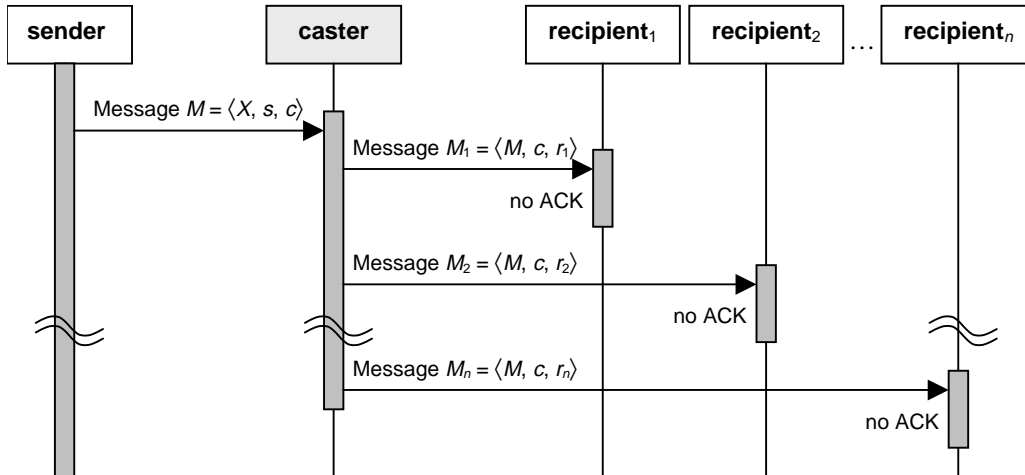 sender
caster
recipient₁
recipient₂
...
recipientₙ
Message M = ⟨X, s, c⟩
Message M₁ = ⟨M, c, r₁⟩
no ACK
Message M₂ = ⟨M, c, r₂⟩
no ACK
Message Mₙ = ⟨M, c, rₙ⟩
no ACK